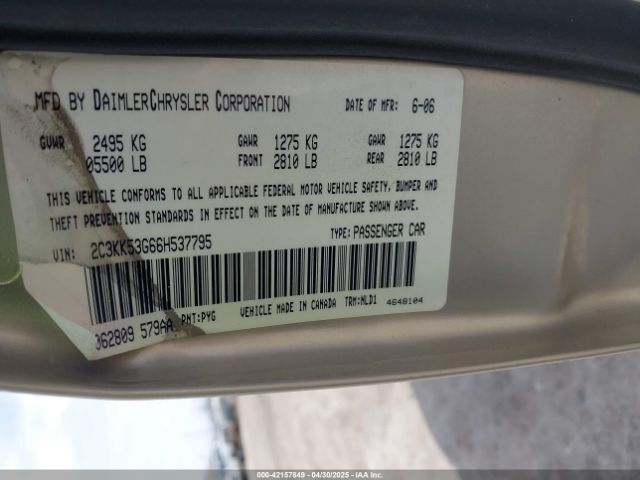 MFD BY DAIMLERCHRYSLER CORPORATION DATE OF MFR: 6-06
GVWR 2495 KG GAWR 1275 KG GAWR 1275 KG
05500 LB FRONT 2810 LB REAR 2810 LB
THIS VEHICLE CONFORMS TO ALL APPLICABLE FEDERAL MOTOR VEHICLE SAFETY, BUMPER AND
THEFT PREVENTION STANDARDS IN EFFECT ON THE DATE OF MANUFACTURE SHOWN ABOVE.
VIN: 2C3KK53G66H537795 TYPE: PASSENGER CAR
062809 579AA PNT: PYG VEHICLE MADE IN CANADA TRM: NLD1 4648104
000-42157849 04/30/2025 IAA Inc.